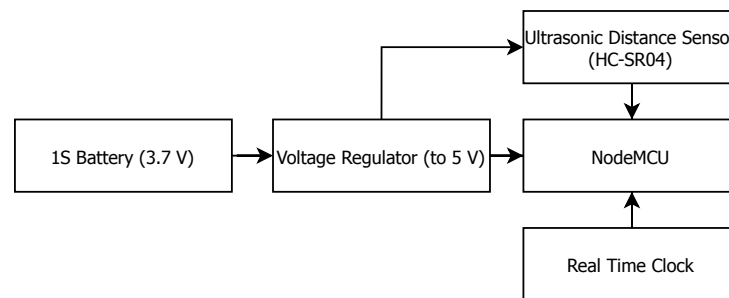 Ultrasonic Distance Senso
(HC-SR04)
1S Battery (3.7 V)
Voltage Regulator (to 5 V)
NodeMCU
Real Time Clock